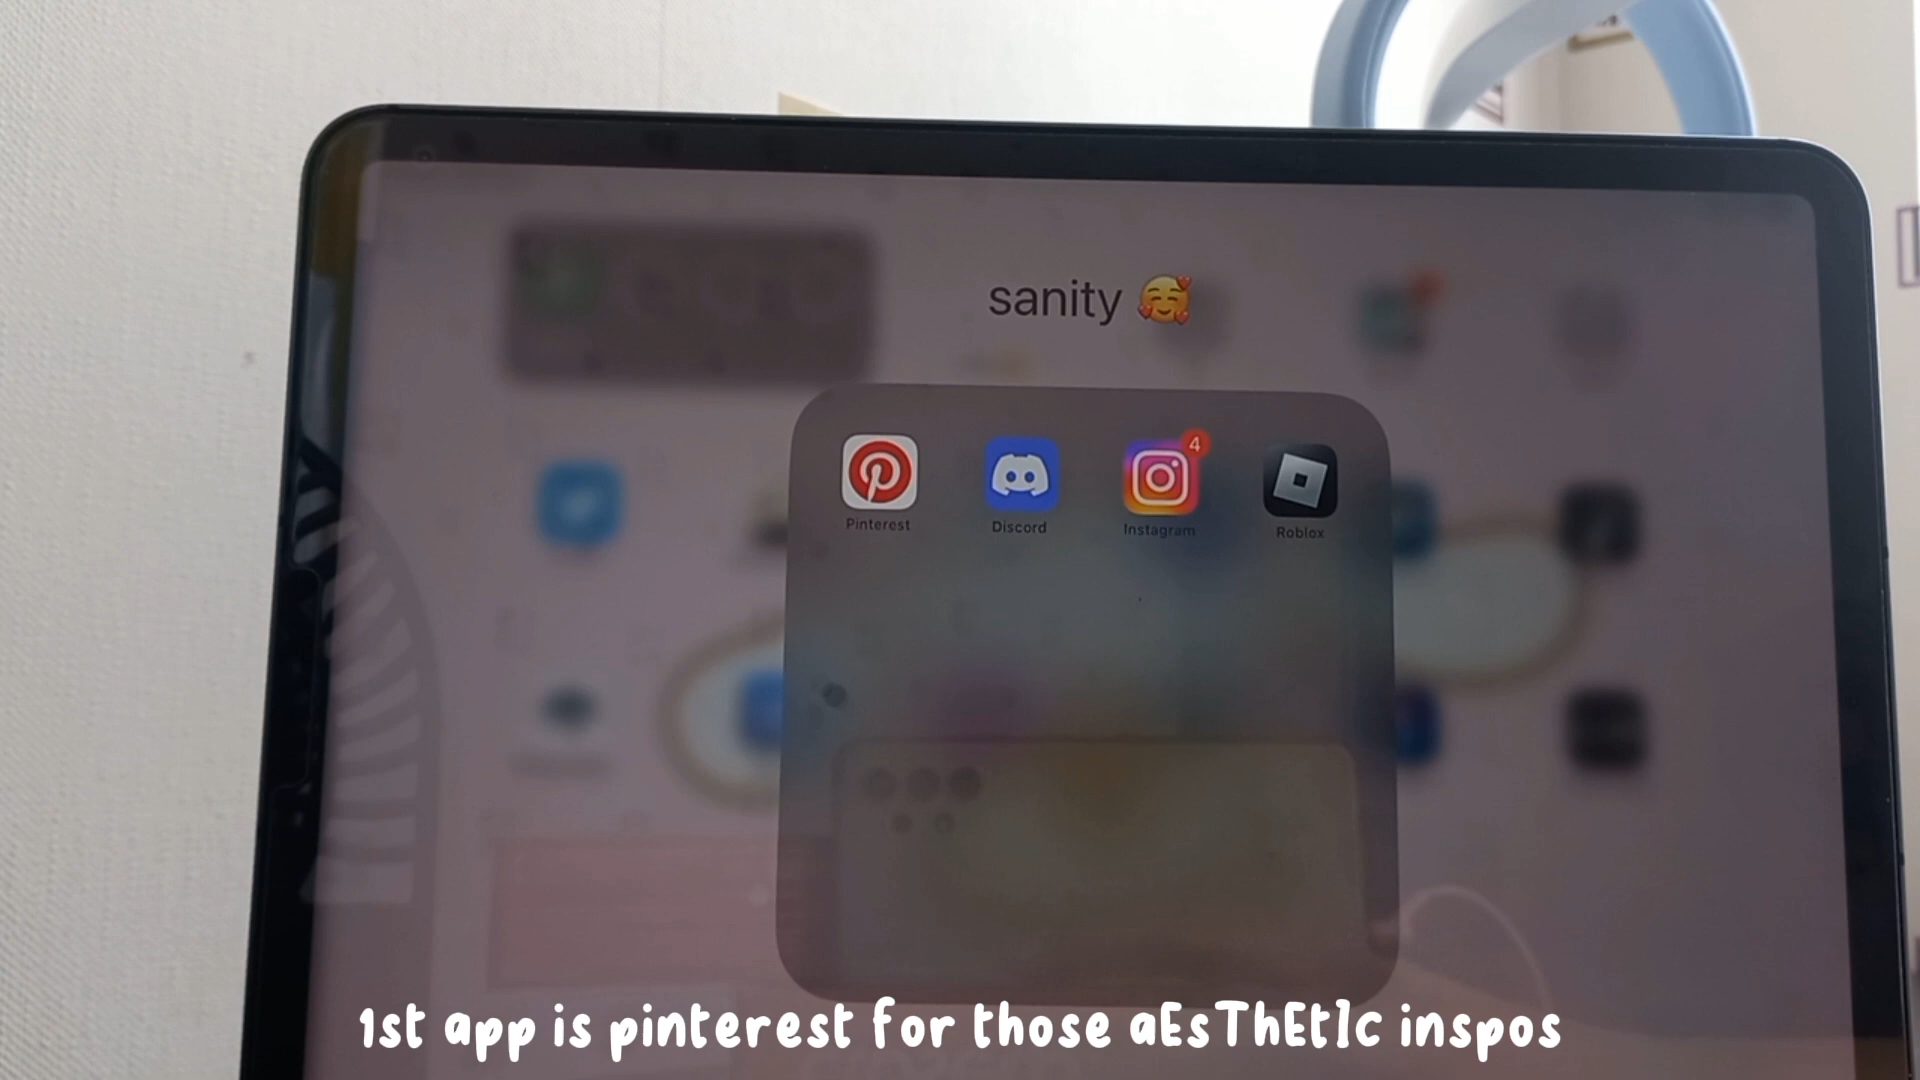 sanity 🥰
4
Pinterest
Discord
Instagram
Roblox
1st app is pinterest for those aEsThEtIc inspos